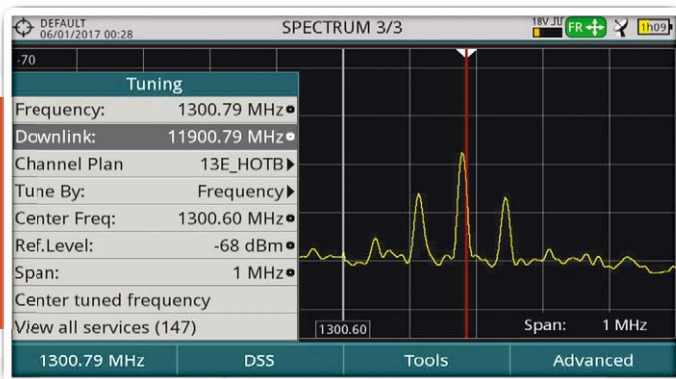 DEFAULT
06/01/2017 00:28
SPECTRUM 3/3
18V
FR
1h09
-70
Tuning
Frequency: 1300.79 MHz
Downlink: 11900.79 MHz
Channel Plan 13E_HOTB
Tune By: Frequency
Center Freq: 1300.60 MHz
Ref.Level: -68 dBm
Span: 1 MHz
Center tuned frequency
View all services (147)
1300.60
Span: 1 MHz
1300.79 MHz DSS Tools Advanced